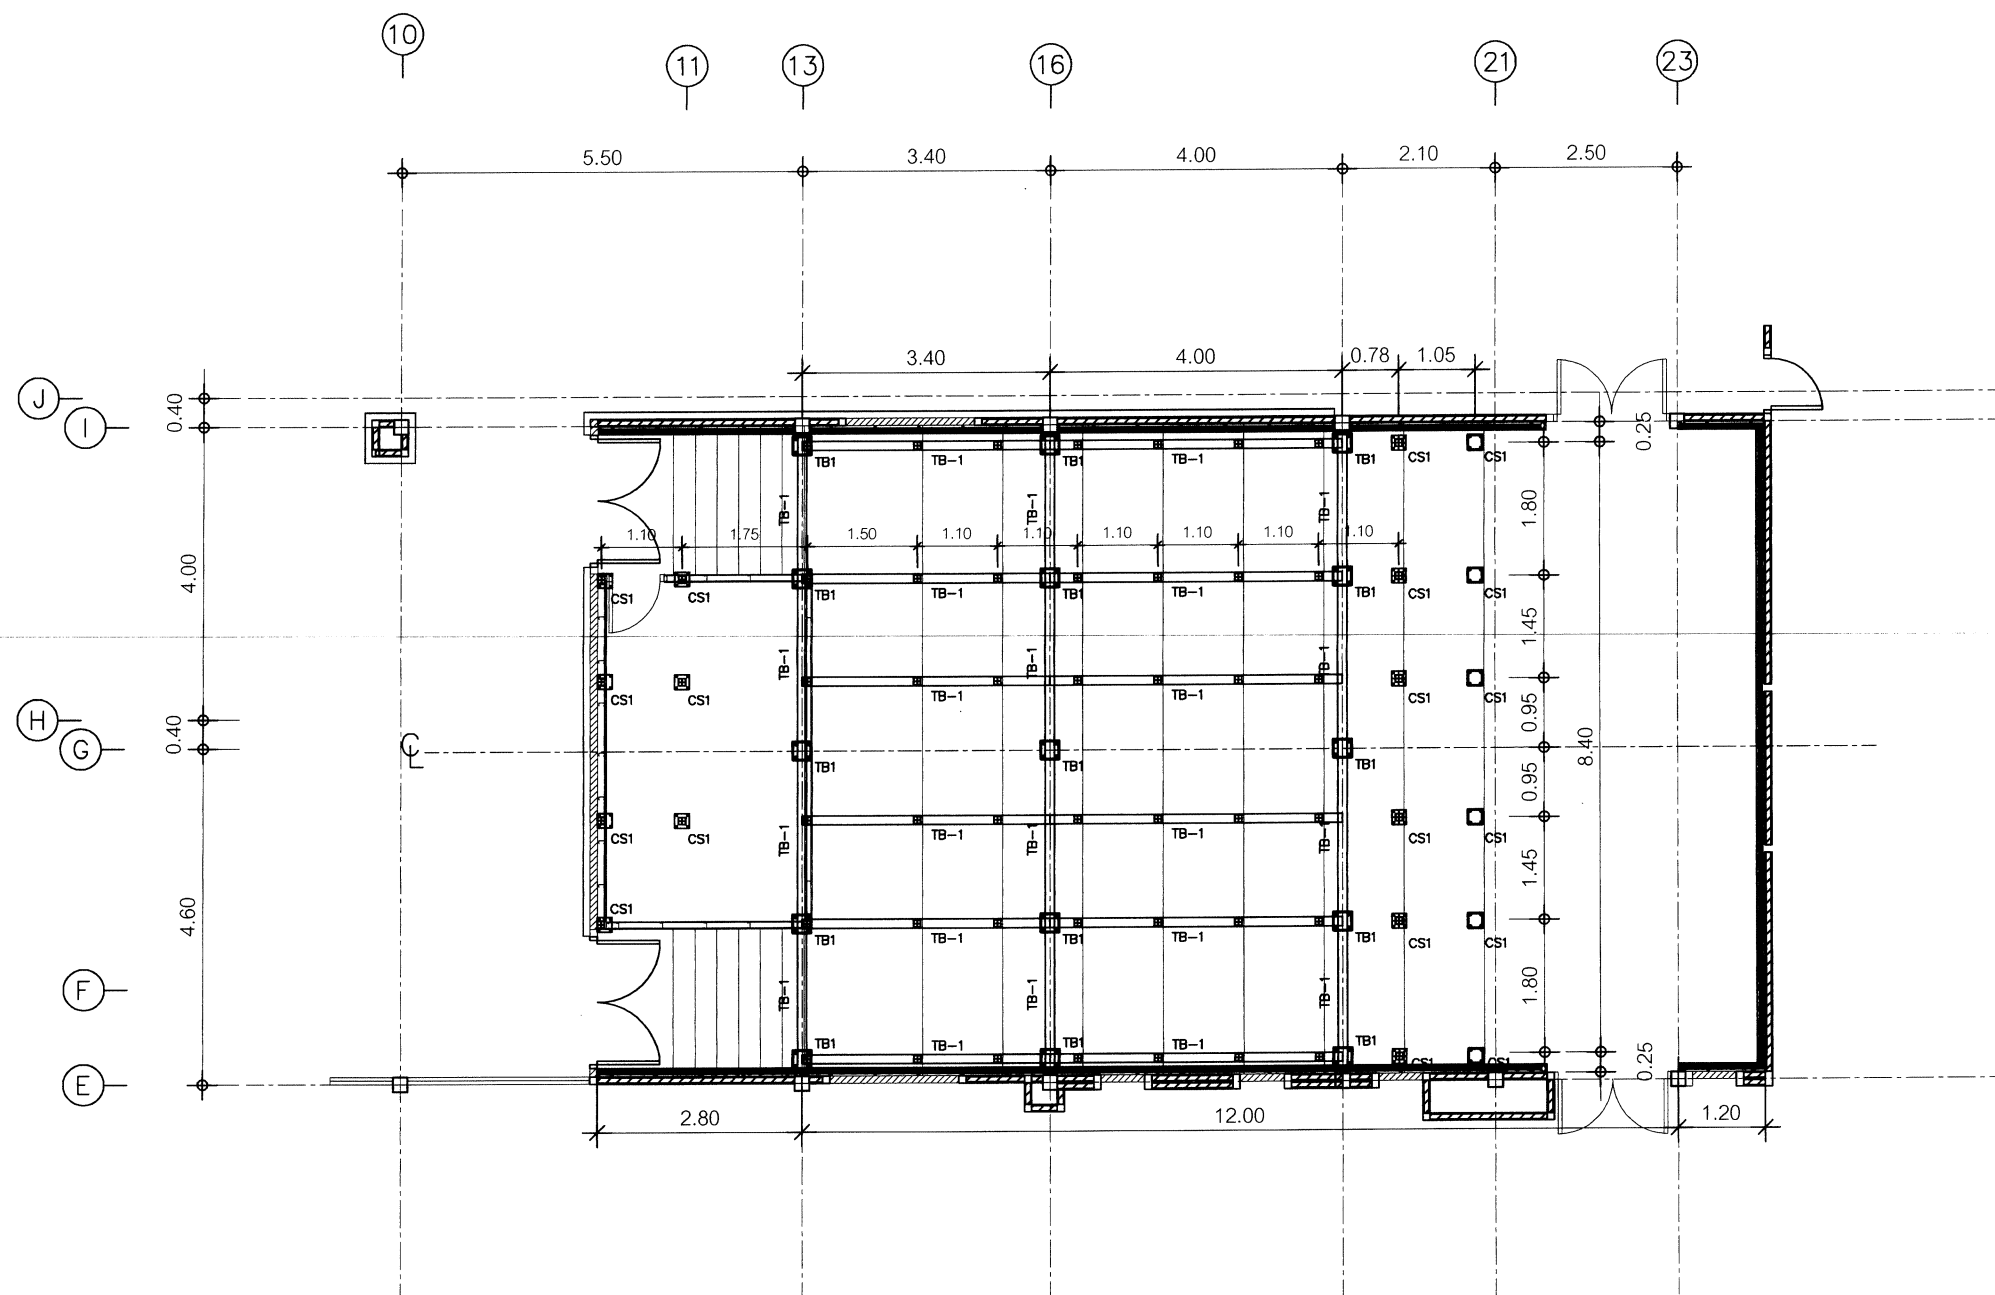 10
11
13
16
21
23
5.50
3.40
4.00
2.10
2.50
3.40
4.00
0.78
1.05
J
0.40
I
0.25
TB1
TB-1
TB1
TB-1
TB1
CS1
CS1
TB-1
TB-1
TB-1
1.80
1.10
1.75
1.50
1.10
1.10
1.10
1.10
1.10
1.10
4.00
CS1
CS1
TB1
TB-1
TB1
TB-1
TB1
CS1
CS1
1.45
TB-1
TB-1
TB-1
CS1
CS1
TB-1
TB-1
CS1
CS1
H
0.40
0.95
G
CL
8.40
TB1
TB1
TB1
0.95
CS1
CS1
TB-1
TB-1
TB-1
TB-1
TB-1
CS1
CS1
1.45
4.60
CS1
TB1
TB-1
TB1
TB-1
TB1
CS1
CS1
F
TB-1
TB-1
TB-1
1.80
TB1
TB-1
TB1
TB-1
TB1
CS1
CS1
0.25
E
2.80
12.00
1.20